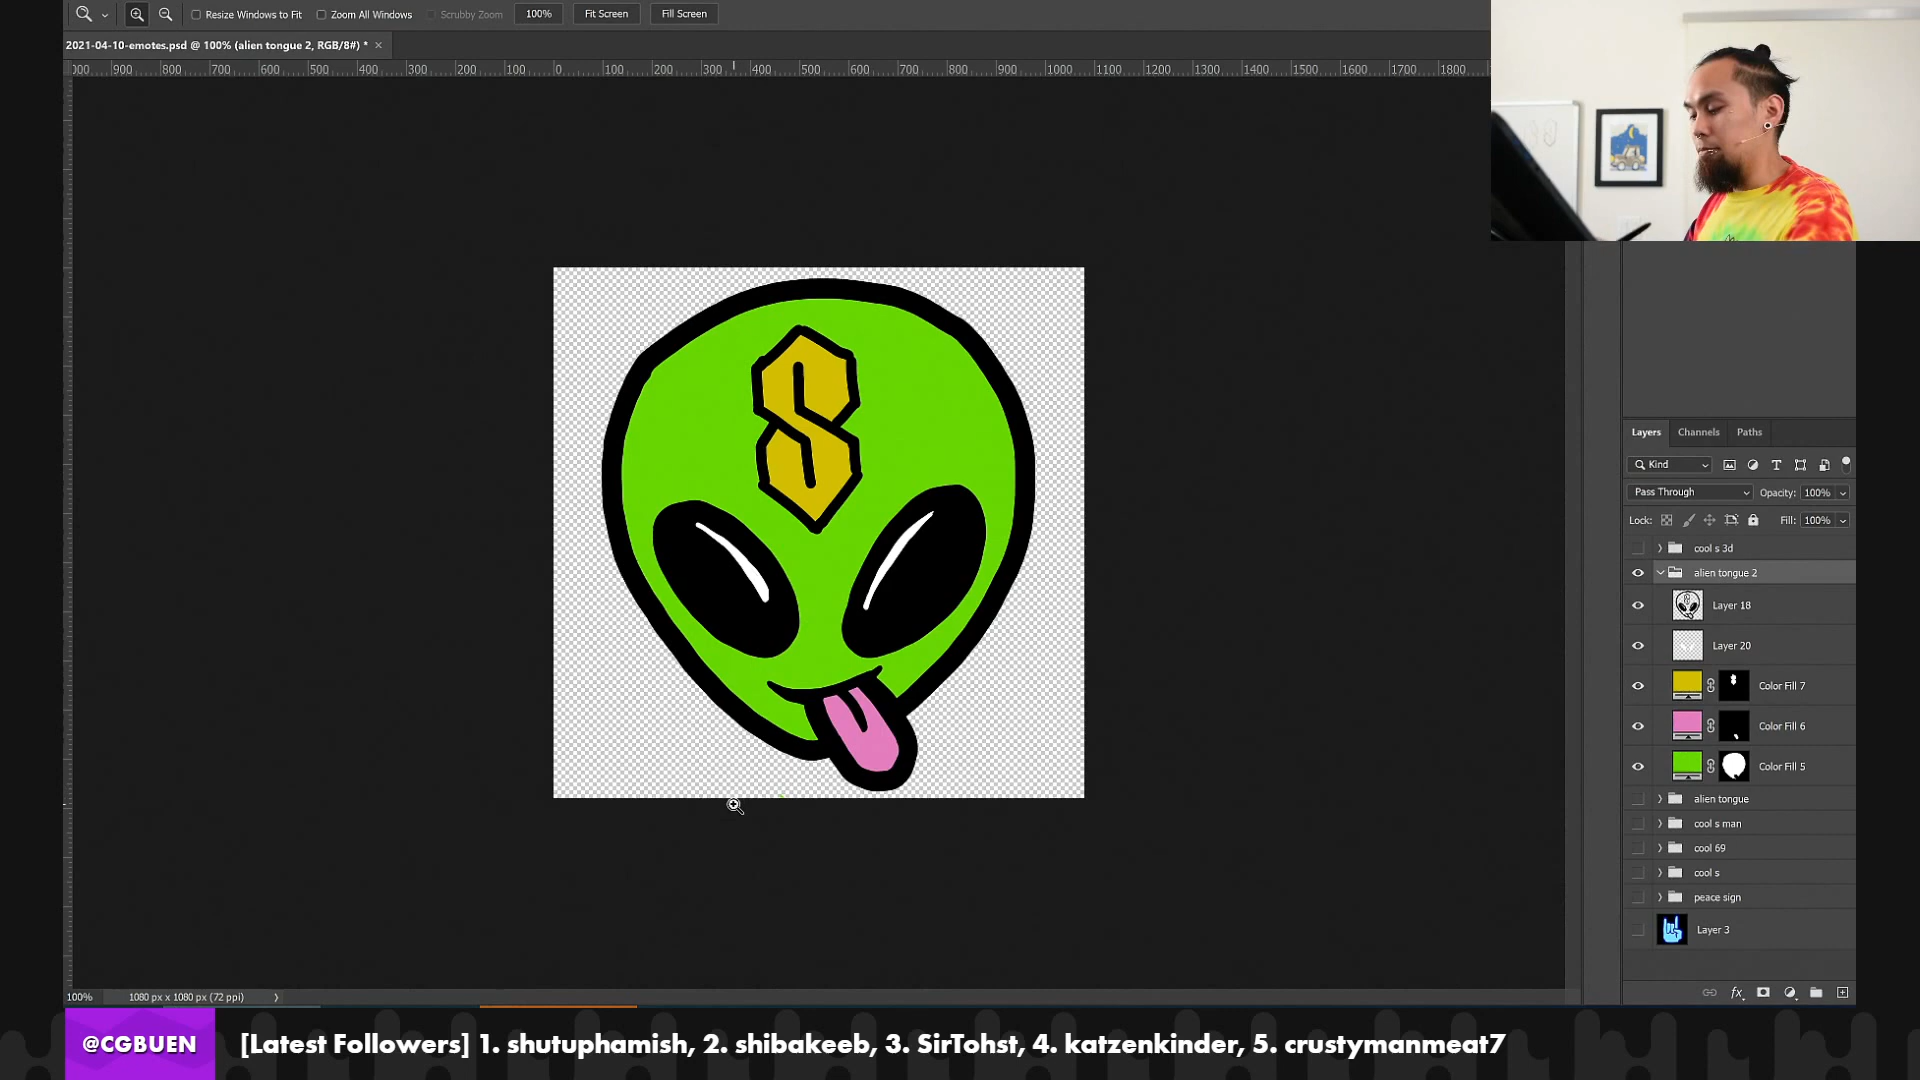 Resize Windows to Fit Zoom All Windows Scrubby Zoom 100% Fit Screen Fill Screen
2021-04-10-emotes.psd @ 100% (alien tongue 2, RGB/8#) * ×
900 800 700 600 500 400 300 200 100 0 100 200 300 400 500 600 700 800 900 1000 1100 1200 1300 1400 1500 1600 1700 1800
Layers Channels Paths
Kind
Pass Through Opacity: 100%
Lock: Fill: 100%
cool s 3d
alien tongue 2
Layer 18
Layer 20
Color Fill 7
Color Fill 6
Color Fill 5
alien tongue
cool s man
cool 69
cool s
peace sign
Layer 3
fx
100% 1080 px x 1080 px (72 ppi)
@CGBUEN [Latest Followers] 1. shutuphamish, 2. shibakeeb, 3. SirTohst, 4. katzenkinder, 5. crustymanmeat7